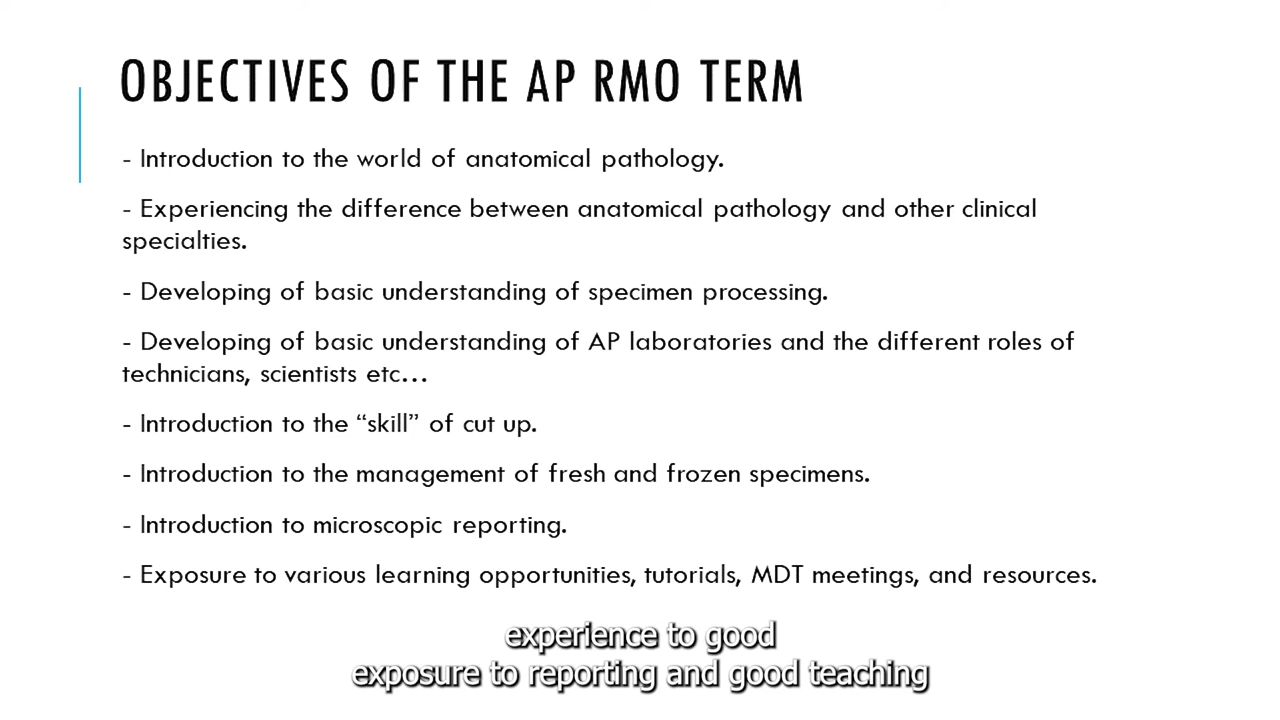 OBJECTIVES OF THE AP RMO TERM
- Introduction to the world of anatomical pathology.
- Experiencing the difference between anatomical pathology and other clinical
specialties.
- Developing of basic understanding of specimen processing.
- Developing of basic understanding of AP laboratories and the different roles of
technicians, scientists etc…
- Introduction to the “skill” of cut up.
- Introduction to the management of fresh and frozen specimens.
- Introduction to microscopic reporting.
- Exposure to various learning opportunities, tutorials, MDT meetings, and resources.
experience to good
exposure to reporting and good teaching